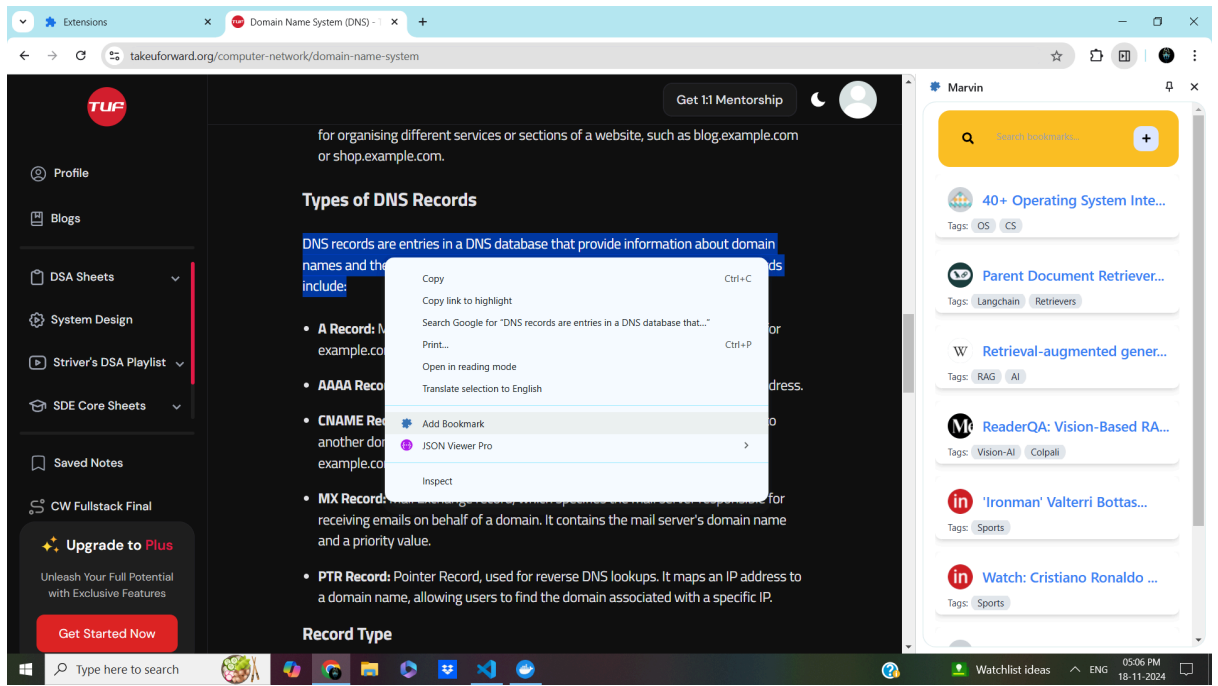 Extensions
Domain Name System (DNS) -
takeuforward.org/computer-network/domain-name-system
TUF
Profile
Blogs
DSA Sheets
System Design
Striver's DSA Playlist
SDE Core Sheets
Saved Notes
CW Fullstack Final
Upgrade to Plus
Unleash Your Full Potential
with Exclusive Features
Get Started Now
Get 1:1 Mentorship
for organising different services or sections of a website, such as blog.example.com
or shop.example.com.
Types of DNS Records
DNS records are entries in a DNS database that provide information about domain
names and the
include:
• A Record: for
example.co
• AAAA Reco dress.
• CNAME Re
another do
example.co
• MX Record: for
receiving emails on behalf of a domain. It contains the mail server's domain name
and a priority value.
• PTR Record: Pointer Record, used for reverse DNS lookups. It maps an IP address to
a domain name, allowing users to find the domain associated with a specific IP.
Record Type
Copy Ctrl+C
Copy link to highlight
Search Google for "DNS records are entries in a DNS database that..."
Print... Ctrl+P
Open in reading mode
Translate selection to English
Add Bookmark
JSON Viewer Pro
Inspect
Marvin
Search bookmarks...
+
40+ Operating System Inte...
Tags: OS CS
Parent Document Retriever...
Tags: Langchain Retrievers
W Retrieval-augmented gener...
Tags: RAG AI
ReaderQA: Vision-Based RA...
Tags: Vision-AI Colpali
in 'Ironman' Valterri Bottas...
Tags: Sports
in Watch: Cristiano Ronaldo ...
Tags: Sports
Type here to search
Watchlist ideas
ENG
05:06 PM
18-11-2024